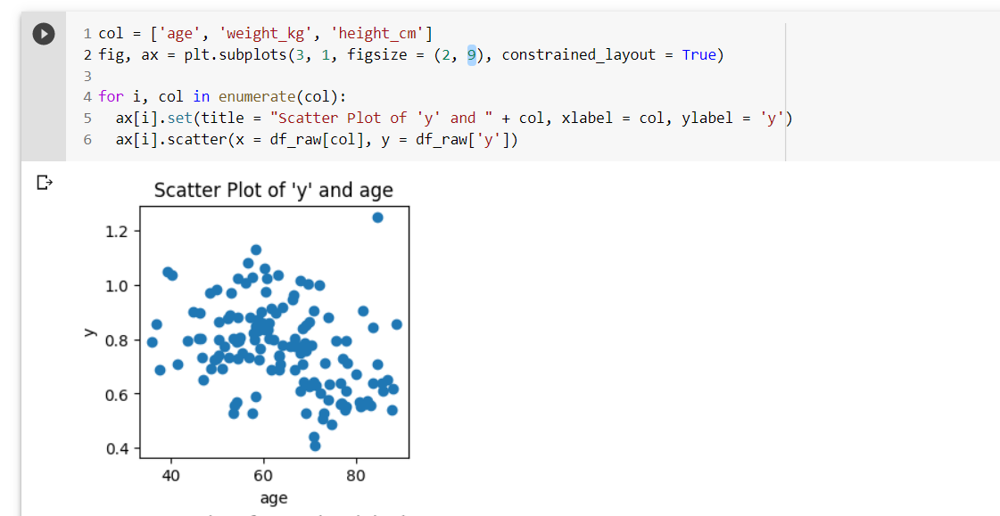 1 col = ['age', 'weight_kg', 'height_cm']
2 fig, ax = plt.subplots(3, 1, figsize = (2, 9), constrained_layout = True)
3
4 for i, col in enumerate(col):
5   ax[i].set(title = "Scatter Plot of 'y' and " + col, xlabel = col, ylabel = 'y')
6   ax[i].scatter(x = df_raw[col], y = df_raw['y'])
Scatter Plot of 'y' and age
1.2
1.0
y
0.8
0.6
0.4
40 60 80
age